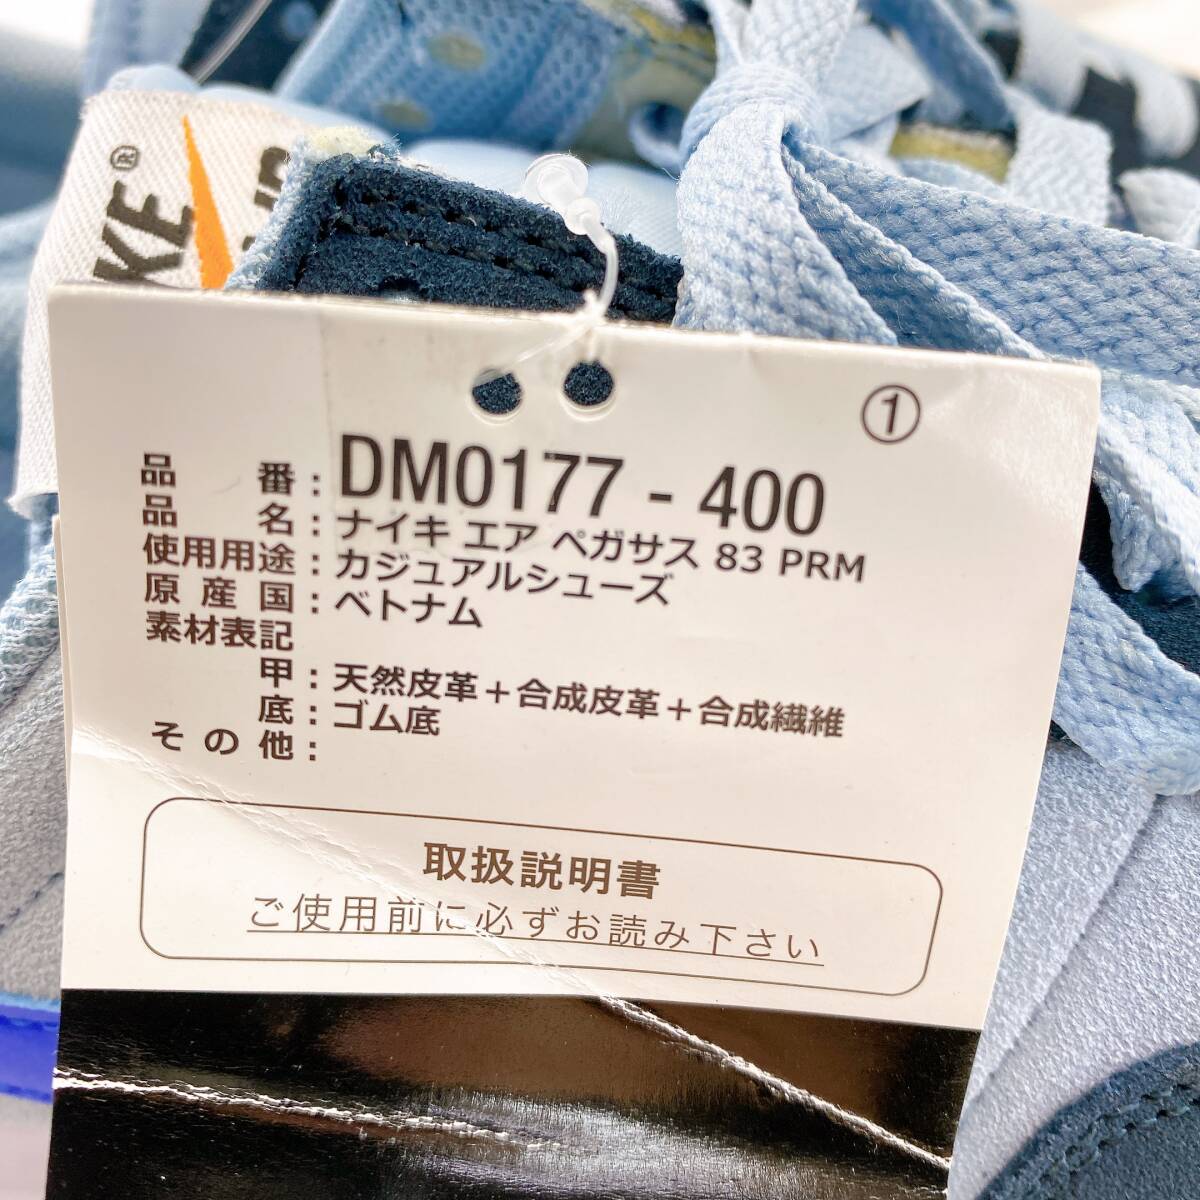 KE®
①
品番：DM0177 - 400
品名：ナイキ エア ペガサス 83 PRM
使用用途：カジュアルシューズ
原産国：ベトナム
素材表記
甲：天然皮革＋合成皮革＋合成繊維
底：ゴム底
その他：
取扱説明書
ご使用前に必ずお読み下さい